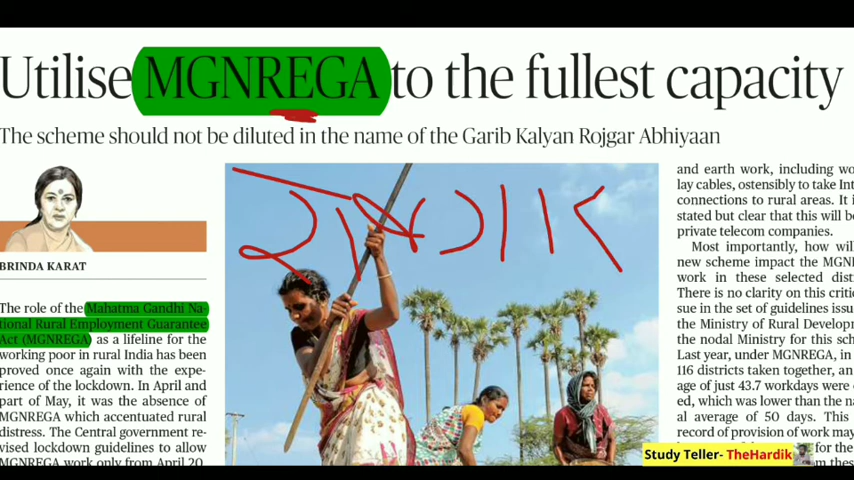 Utilise MGNREGA to the fullest capacity
The scheme should not be diluted in the name of the Garib Kalyan Rojgar Abhiyaan
रोजगार
BRINDA KARAT
The role of the Mahatma Gandhi Na-
tional Rural Employment Guarantee
Act (MGNREGA) as a lifeline for the
working poor in rural India has been
proved once again with the expe-
rience of the lockdown. In April and
part of May, it was the absence of
MGNREGA which accentuated rural
distress. The Central government re-
vised lockdown guidelines to allow
MGNREGA work only from April 20,
and earth work, including
lay cables, ostensibly to take
connections to rural areas. It
stated but clear that this will
private telecom companies.
Most importantly, how
new scheme impact the
work in these selected
There is no clarity on this
sue in the set of guidelines
the Ministry of Rural
the nodal Ministry for this
Last year, under MGNREGA, in
116 districts taken together,
age of just 43.7 workdays were
ed, which was lower than the
al average of 50 days. This
record of provision of work may
for the
Study Teller- TheHardik